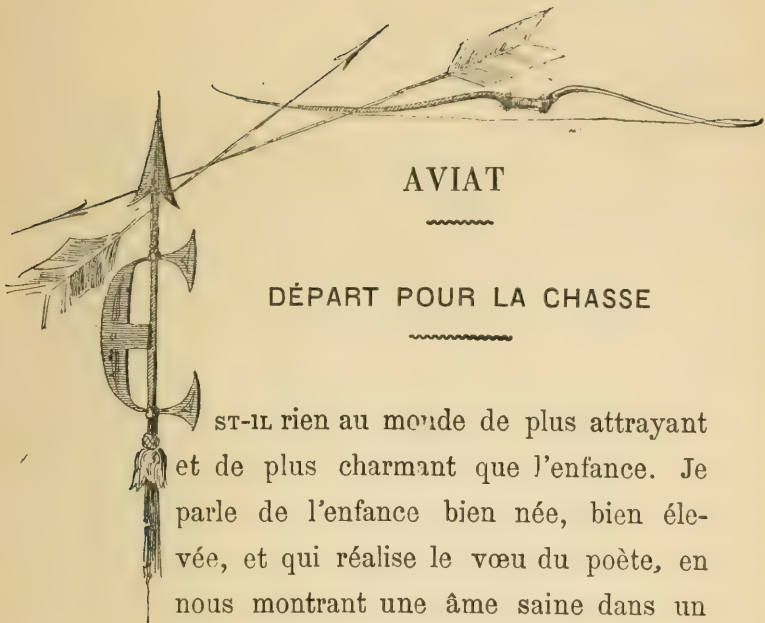 AVIAT
DÉPART POUR LA CHASSE
EST-IL rien au monde de plus attrayant
et de plus charmant que l'enfance. Je
parle de l'enfance bien née, bien éle-
vée, et qui réalise le vœu du poète, en
nous montrant une âme saine dans un